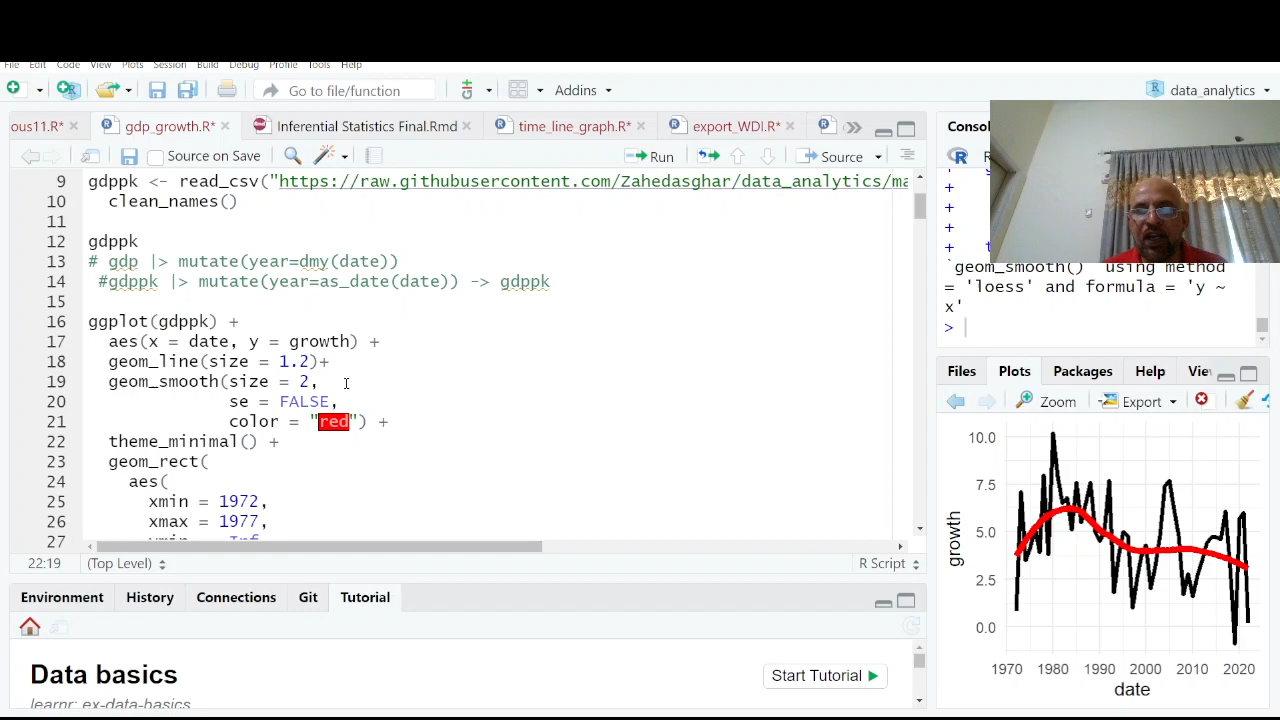 File Edit Code View Plots Session Build Debug Profile Tools Help
Go to file/function
Addins
data_analytics
ous11.R*
gdp_growth.R*
Inferential Statistics Final.Rmd
time_line_graph.R*
export_WDI.R*
Source on Save
Run
Source
9 gdppk <- read_csv("https://raw.githubusercontent.com/Zahedasghar/data_analytics/ma
10 clean_names()
11
12 gdppk
13 # gdp |> mutate(year=dmy(date))
14 #gdppk |> mutate(year=as_date(date)) -> gdppk
15
16 ggplot(gdppk) +
17 aes(x = date, y = growth) +
18 geom_line(size = 1.2)+
19 geom_smooth(size = 2,
20 se = FALSE,
21 color = "red") +
22 theme_minimal() +
23 geom_rect(
24 aes(
25 xmin = 1972,
26 xmax = 1977,
27
22:19
(Top Level)
R Script
Environment
History
Connections
Git
Tutorial
Data basics
learnr: ex-data-basics
Start Tutorial
Consol
+
+
+
+
`geom_smooth()` using method
= 'loess' and formula = 'y ~
x'
>
Files
Plots
Packages
Help
Vie
Zoom
Export
10.0
7.5
5.0
2.5
0.0
growth
1970 1980 1990 2000 2010 2020
date